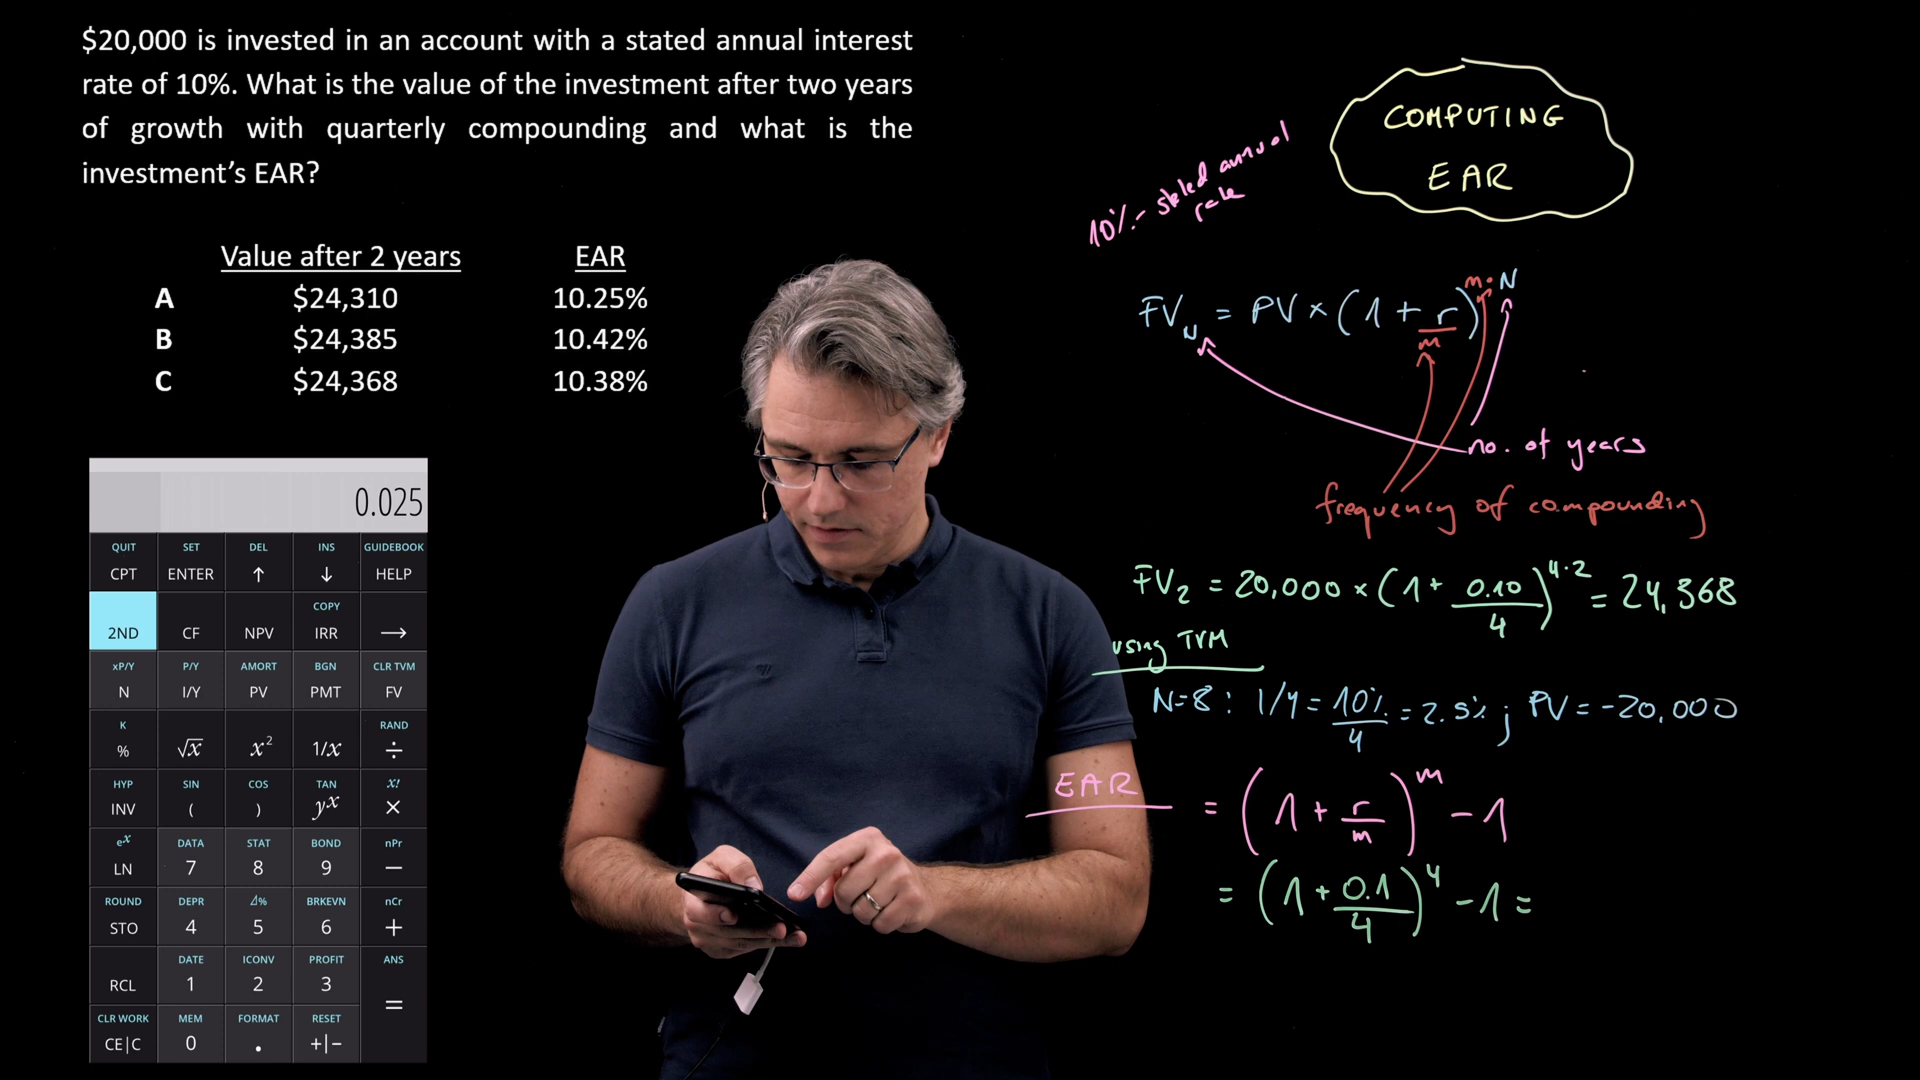 $20,000 is invested in an account with a stated annual interest
rate of 10%. What is the value of the investment after two years
of growth with quarterly compounding and what is the
investment's EAR?
Value after 2 years EAR
A $24,310 10.25%
B $24,385 10.42%
C $24,368 10.38%
0.025
QUIT SET DEL INS GUIDEBOOK
CPT ENTER ↑ ↓ HELP
COPY
2ND CF NPV IRR →
xP/Y P/Y AMORT BGN CLR TVM
N I/Y PV PMT FV
K RAND
% √x x² 1/x ÷
HYP SIN COS TAN x!
INV ( ) yˣ ×
eˣ DATA STAT BOND nPr
LN 7 8 9 −
ROUND DEPR Δ% BRKEVN nCr
STO 4 5 6 +
DATE ICONV PROFIT ANS
RCL 1 2 3 =
CLR WORK MEM FORMAT RESET
CE|C 0 . +|−
COMPUTING
EAR
10% - stated annual
rate
FV_N = PV × (1 + r/m)^m·N
no. of years
frequency of compounding
FV₂ = 20,000 × (1 + 0.10/4)^4·2 = 24,368
using TVM
N=8 : I/Y = 10%/4 = 2.5% ; PV = -20,000
EAR = (1 + r/m)^m - 1
= (1 + 0.1/4)^4 - 1 =